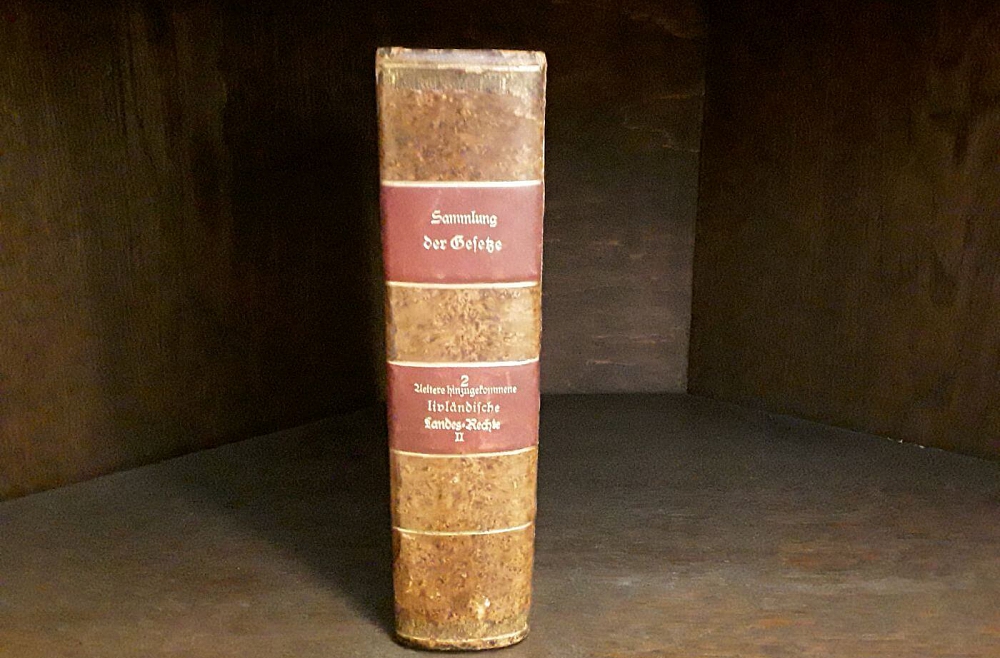 Sammlung
der Gesetze
2
Aeltere hinzugekommene
livländische
Landes-Rechte
II